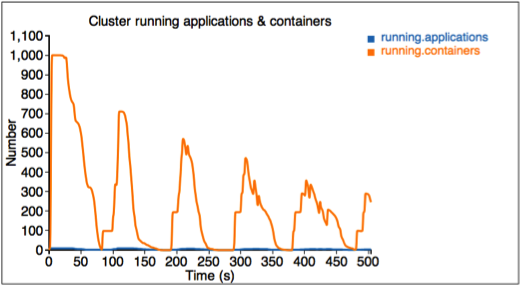 Cluster running applications & containers
running.applications
running.containers
Number
1,100
1,000
900
800
700
600
500
400
300
200
100
0
0 50 100 150 200 250 300 350 400 450 500
Time (s)